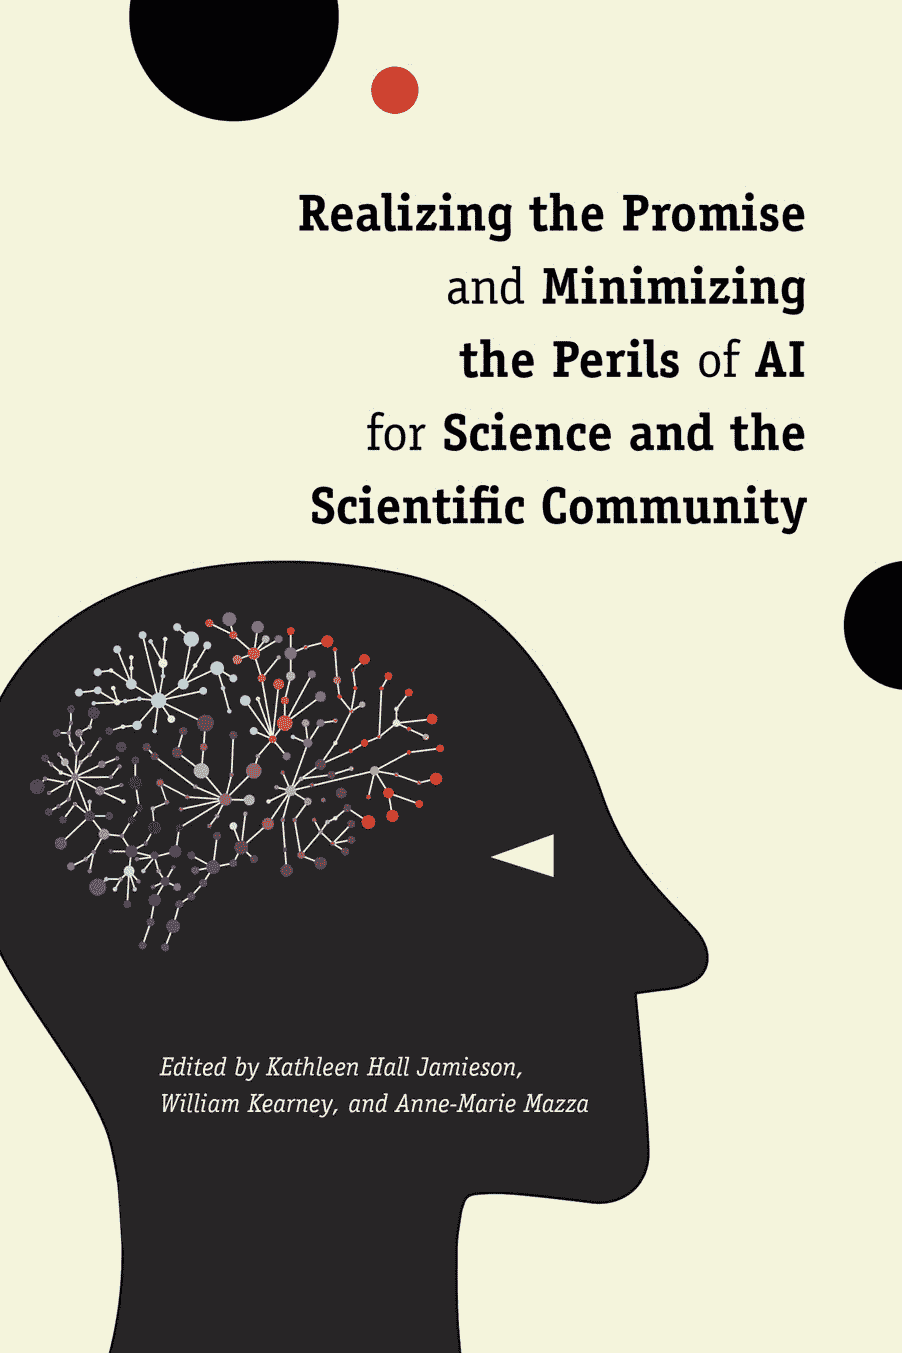 Realizing the Promise
and Minimizing
the Perils of AI
for Science and the
Scientific Community
Edited by Kathleen Hall Jamieson,
William Kearney, and Anne-Marie Mazza